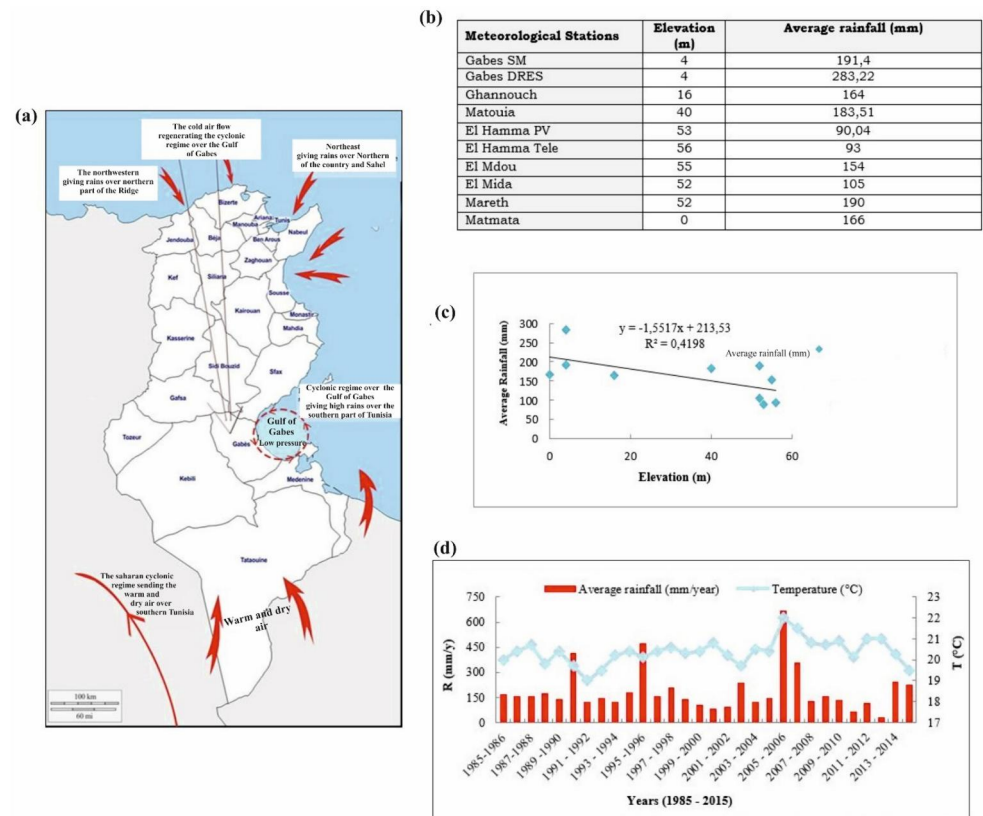 (a)
The cold air flow
regenerating the cyclonic
regime over the Gulf
of Gabes
Northeast
giving rains over Northern
of the country and Sahel
The northwestern
giving rains over northern
part of the Ridge
Bizerte
Ariana
Tunis
Manouba
Nabeul
Jendouba
Béja
Ben Arous
Zaghouan
Kef
Siliana
Sousse
Kairouan
Monastir
Mahdia
Kasserine
Sidi Bouzid
Sfax
Cyclonic regime over the
Gulf of Gabes
giving high rains over the
southern part of Tunisia
Gafsa
Gulf of
Gabes
Low pressure
Tozeur
Gabès
Kebili
Medenine
Tataouine
The saharan cyclonic
regime sending the
warm and
dry air over
southern Tunisia
Warm and dry
air
100 km
60 mi
(b)
Meteorological Stations Elevation (m) Average rainfall (mm)
Gabes SM 4 191,4
Gabes DRES 4 283,22
Ghannouch 16 164
Matouia 40 183,51
El Hamma PV 53 90,04
El Hamma Tele 56 93
El Mdou 55 154
El Mida 52 105
Mareth 52 190
Matmata 0 166
(c)
y = -1,5517x + 213,53
R² = 0,4198
Average rainfall (mm)
Average Rainfall (mm)
300
250
200
150
100
50
0
0 20 40 60
Elevation (m)
(d)
Average rainfall (mm/year) Temperature (°C)
R (mm/y)
750
600
450
300
150
0
23
22
21
20
19
18
17
T (°C)
1985-1986
1987-1988
1989-1990
1991 - 1992
1993 - 1994
1995 - 1996
1997 - 1998
1999 - 2000
2001 - 2002
2003 - 2004
2005 - 2006
2007 - 2008
2009 - 2010
2011 - 2012
2013 - 2014
Years (1985 - 2015)